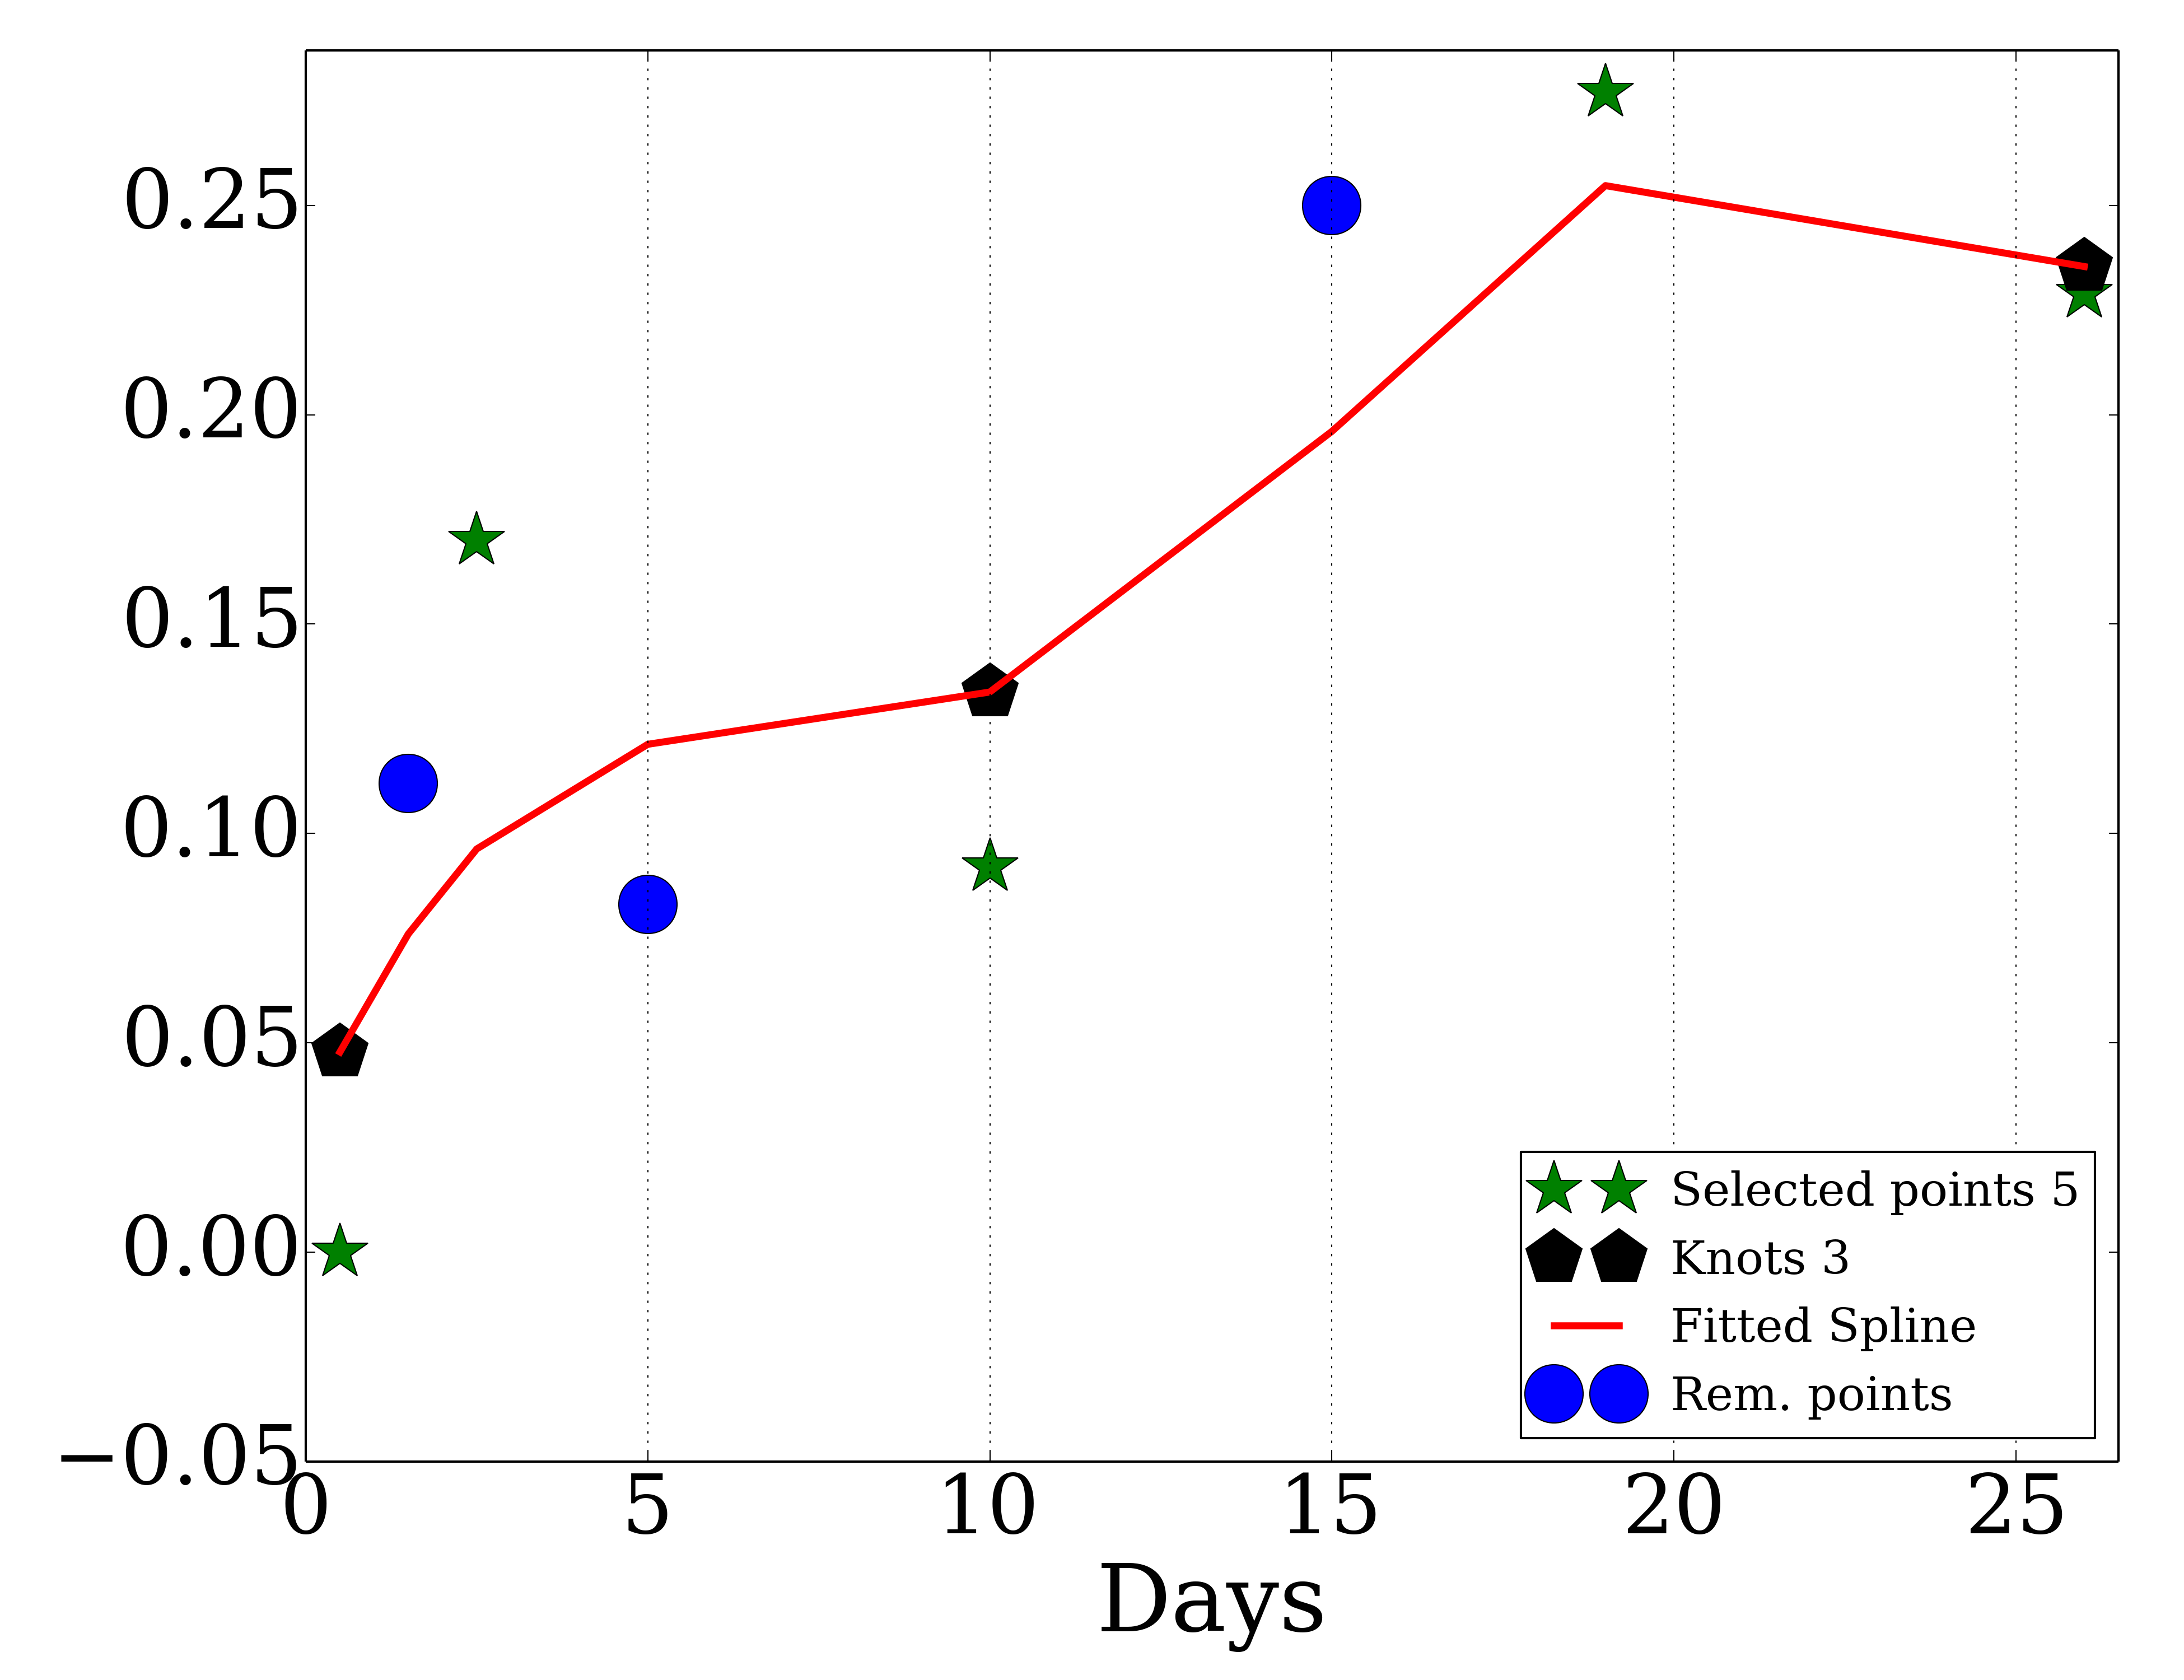 0.25
0.20
0.15
0.10
0.05
0.00
−0.05
0 5 10 15 20 25
Days
Selected points 5
Knots 3
Fitted Spline
Rem. points